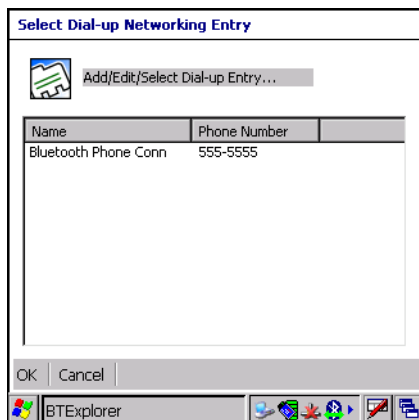 Select Dial-up Networking Entry
Add/Edit/Select Dial-up Entry...
Name Phone Number
Bluetooth Phone Conn 555-5555
OK Cancel
BTExplorer